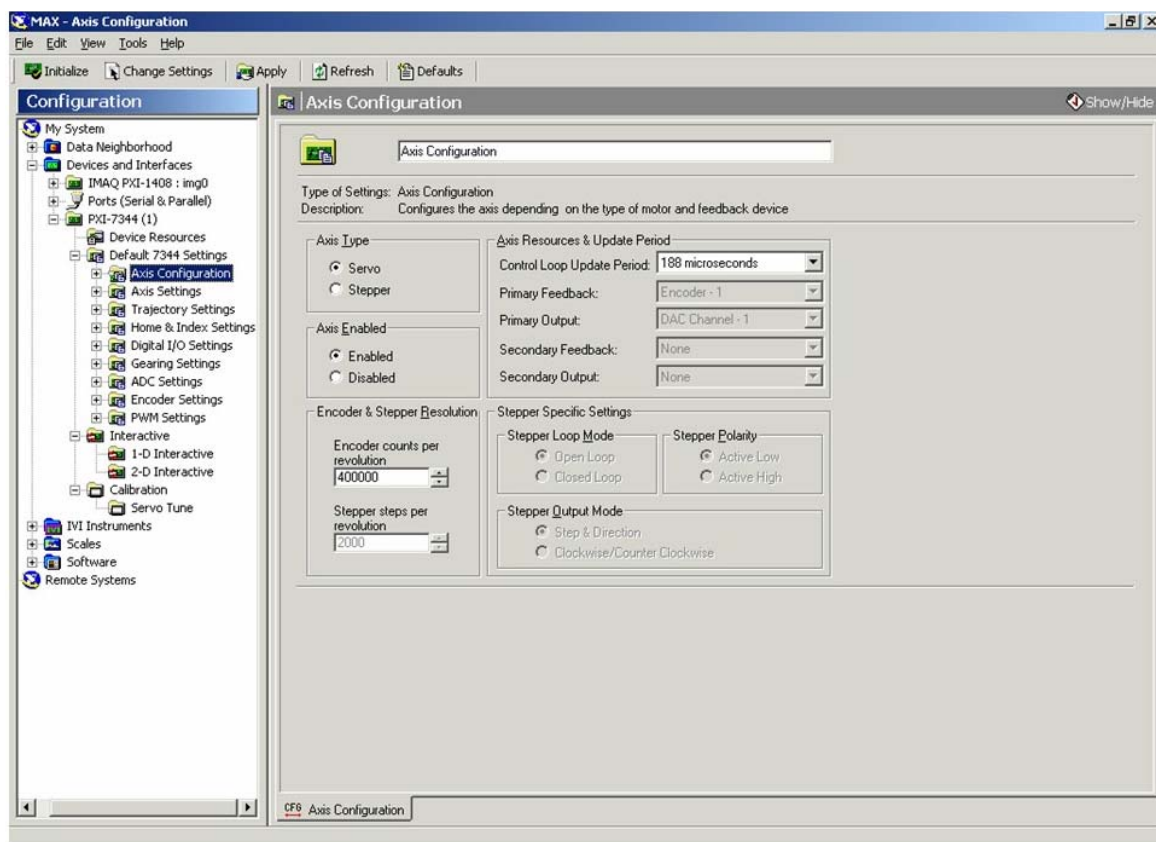 MAX - Axis Configuration
File Edit View Tools Help
Initialize Change Settings Apply Refresh Defaults
Configuration
My System
Data Neighborhood
Devices and Interfaces
IMAQ PXI-1408 : img0
Ports (Serial & Parallel)
PXI-7344 (1)
Device Resources
Default 7344 Settings
Axis Configuration
Axis Settings
Trajectory Settings
Home & Index Settings
Digital I/O Settings
Gearing Settings
ADC Settings
Encoder Settings
PWM Settings
Interactive
1-D Interactive
2-D Interactive
Calibration
Servo Tune
IVI Instruments
Scales
Software
Remote Systems
Axis Configuration
Show/Hide
Axis Configuration
Type of Settings: Axis Configuration
Description: Configures the axis depending on the type of motor and feedback device
Axis Type
Servo
Stepper
Axis Enabled
Enabled
Disabled
Axis Resources & Update Period
Control Loop Update Period: 188 microseconds
Primary Feedback: Encoder - 1
Primary Output: DAC Channel - 1
Secondary Feedback: None
Secondary Output: None
Encoder & Stepper Resolution
Encoder counts per
revolution
400000
Stepper steps per
revolution
2000
Stepper Specific Settings
Stepper Loop Mode
Open Loop
Closed Loop
Stepper Polarity
Active Low
Active High
Stepper Output Mode
Step & Direction
Clockwise/Counter Clockwise
CFG Axis Configuration